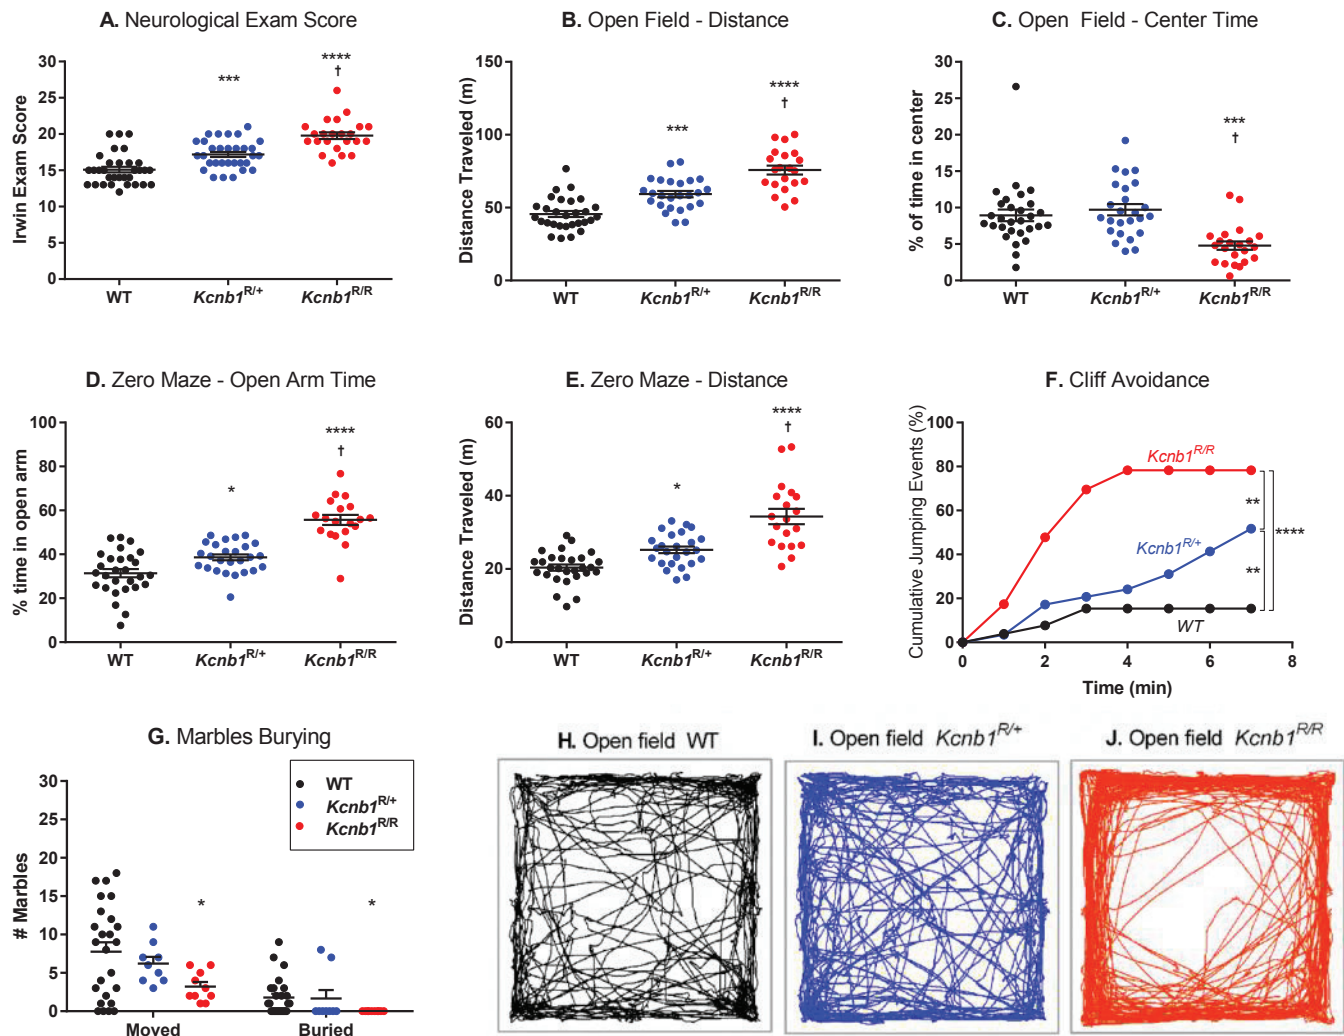 A. Neurological Exam Score
Irwin Exam Score
30
25
20
15
10
5
0
***
****
†
WT
Kcnb1R/+
Kcnb1R/R
B. Open Field - Distance
Distance Traveled (m)
150
100
50
0
***
****
†
WT
Kcnb1R/+
Kcnb1R/R
C. Open Field - Center Time
% of time in center
30
25
20
15
10
5
0
***
†
WT
Kcnb1R/+
Kcnb1R/R
D. Zero Maze - Open Arm Time
% time in open arm
100
80
60
40
20
0
*
****
†
WT
Kcnb1R/+
Kcnb1R/R
E. Zero Maze - Distance
Distance Traveled (m)
60
40
20
0
*
****
†
WT
Kcnb1R/+
Kcnb1R/R
F. Cliff Avoidance
Cumulative Jumping Events (%)
100
80
60
40
20
0
Kcnb1R/R
Kcnb1R/+
WT
**
**
****
0 2 4 6 8
Time (min)
G. Marbles Burying
# Marbles
30
25
20
15
10
5
0
WT
Kcnb1R/+
Kcnb1R/R
*
*
Moved
Buried
H. Open field WT
I. Open field Kcnb1R/+
J. Open field Kcnb1R/R